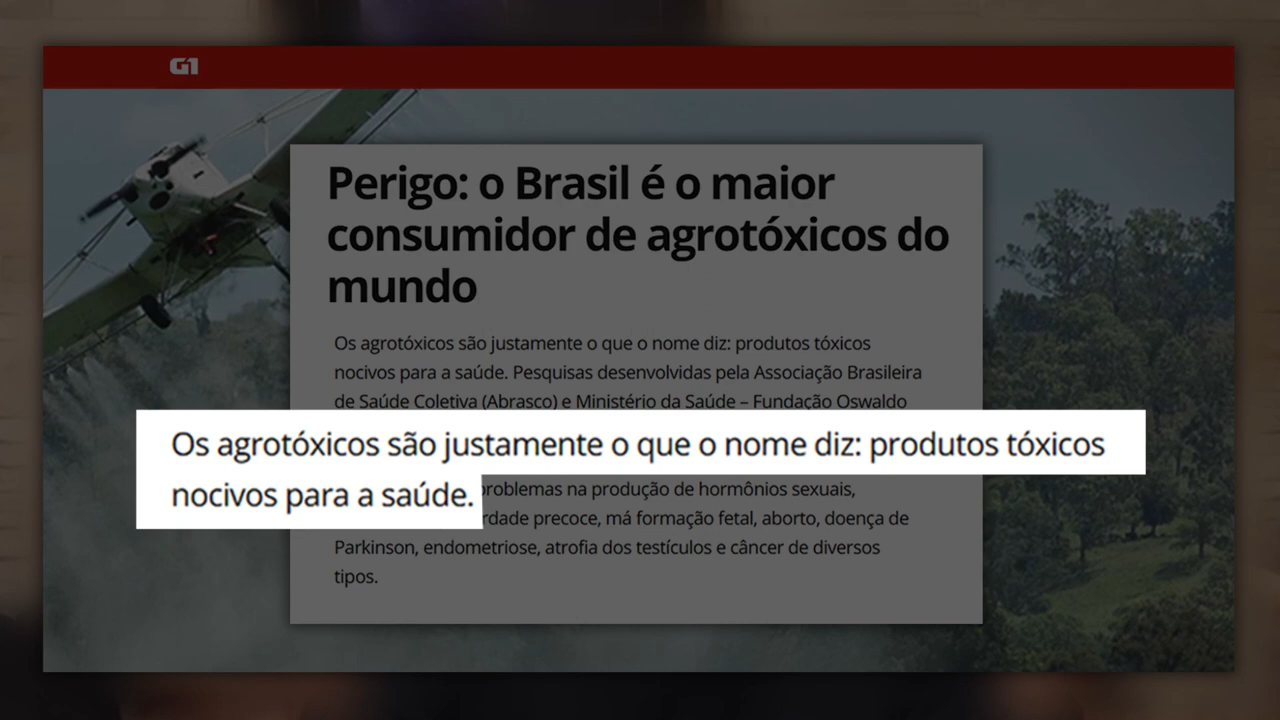 G1
Perigo: o Brasil é o maior
consumidor de agrotóxicos do
mundo
Os agrotóxicos são justamente o que o nome diz: produtos tóxicos
nocivos para a saúde. Pesquisas desenvolvidas pela Associação Brasileira
de Saúde Coletiva (Abrasco) e Ministério da Saúde – Fundação Oswaldo
Os agrotóxicos são justamente o que o nome diz: produtos tóxicos
nocivos para a saúde.
problemas na produção de hormônios sexuais,
precoce, má formação fetal, aborto, doença de
Parkinson, endometriose, atrofia dos testículos e câncer de diversos
tipos.